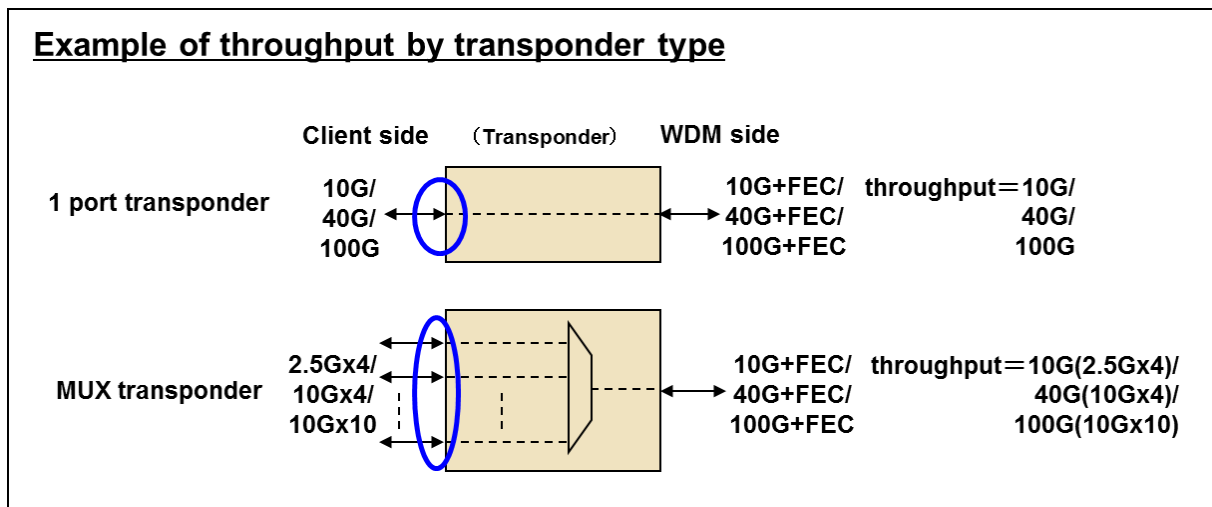 Example of throughput by transponder type
Client side （Transponder） WDM side
1 port transponder
10G/
40G/
100G
10G+FEC/
40G+FEC/
100G+FEC
throughput＝10G/
40G/
100G
MUX transponder
2.5Gx4/
10Gx4/
10Gx10
10G+FEC/
40G+FEC/
100G+FEC
throughput＝10G(2.5Gx4)/
40G(10Gx4)/
100G(10Gx10)